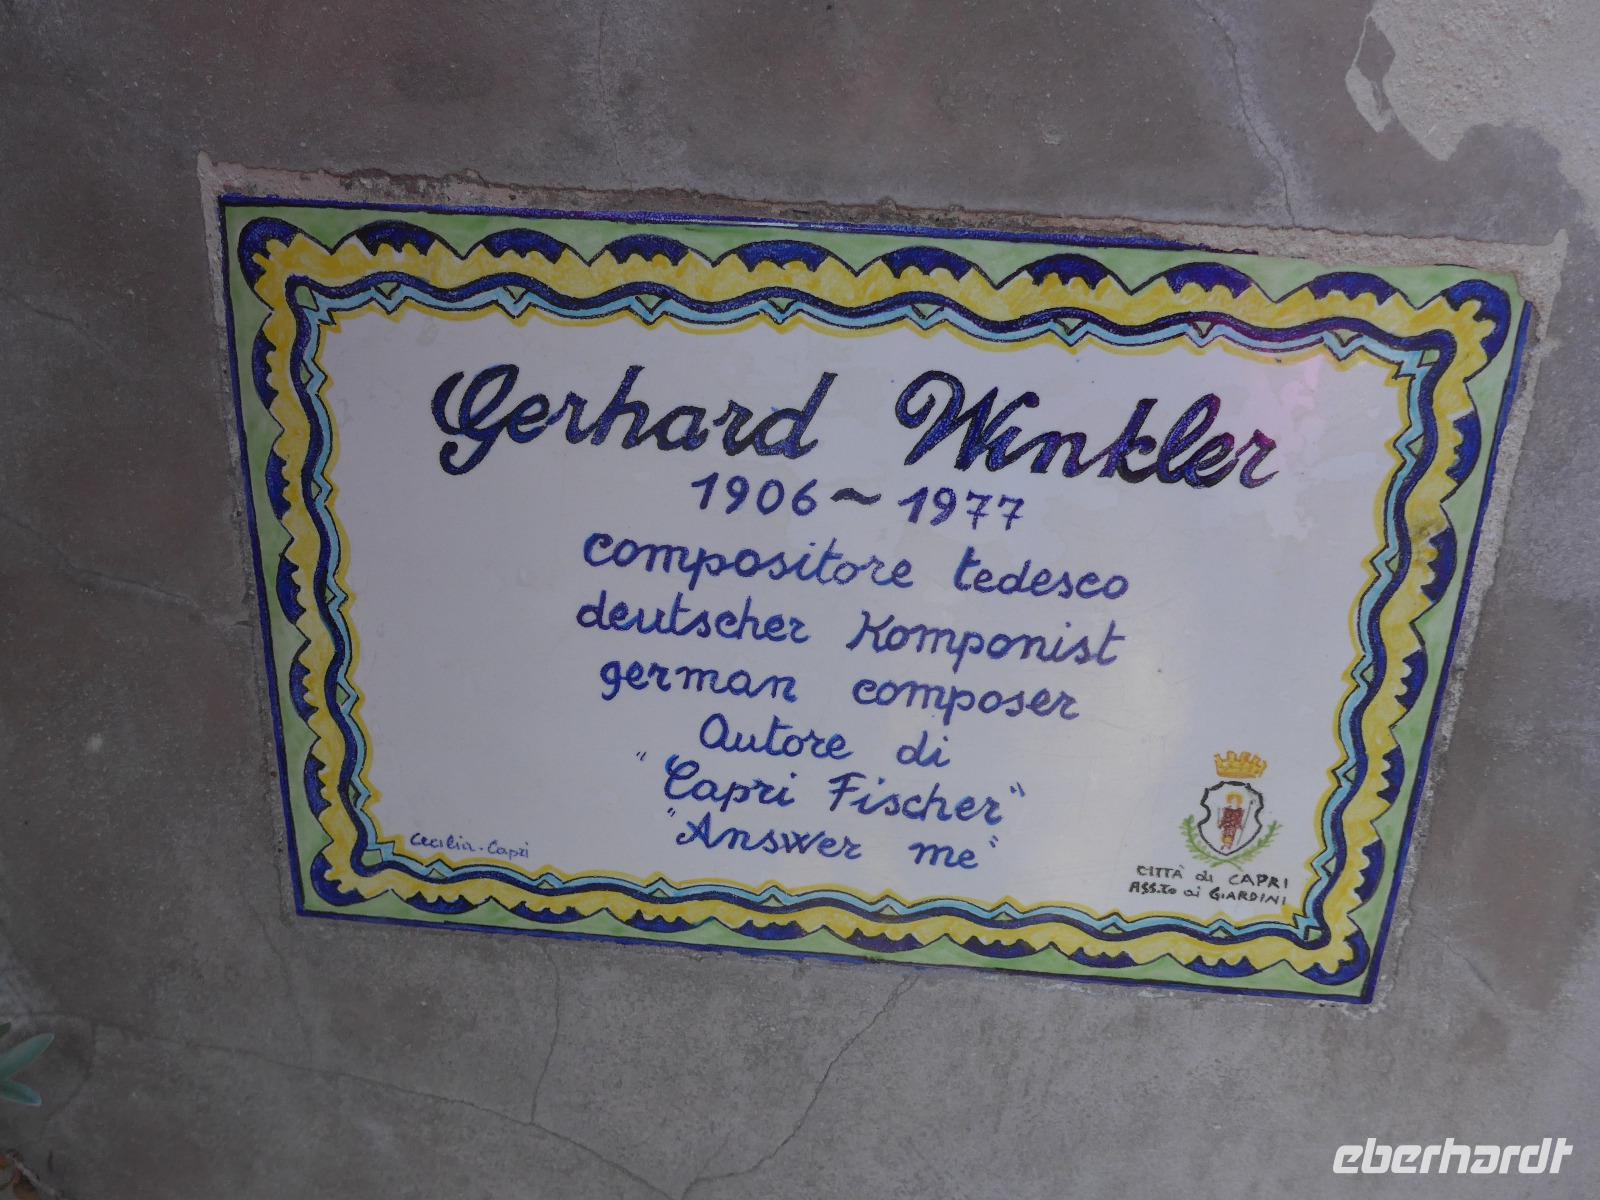 Gerhard Winkler
1906 ~ 1977
compositore tedesco
deutscher Komponist
german composer
Autore di
"Capri Fischer"
"Answer me"
Cecilia - Capri
CITTÀ di CAPRI
ASS.to ai GIARDINI
eberhardt